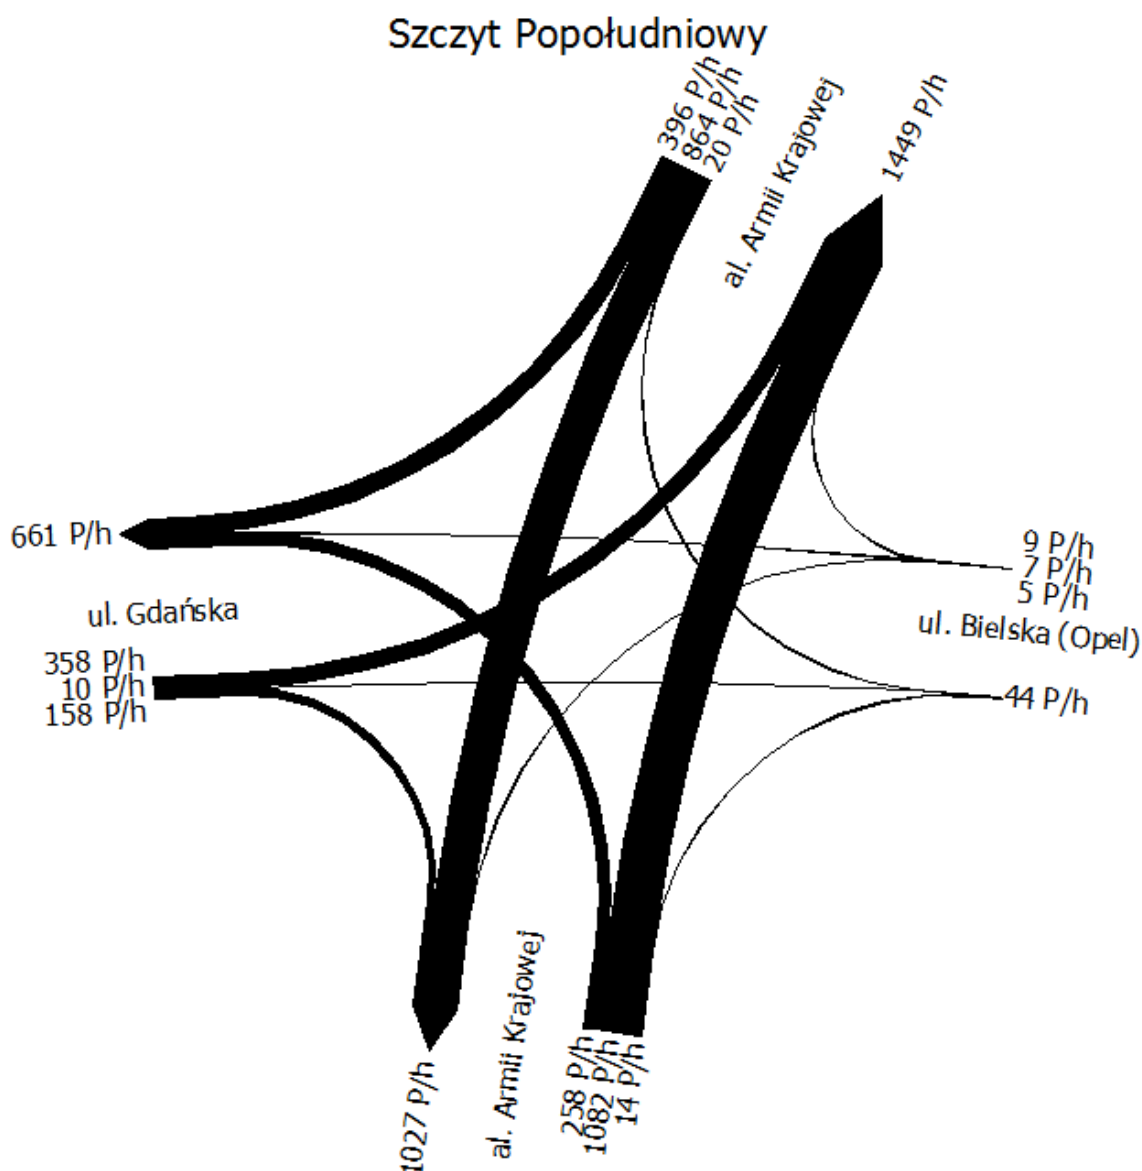 Szczyt Popołudniowy
396 P/h
864 P/h
20 P/h
al. Armii Krajowej
1449 P/h
661 P/h
ul. Gdańska
358 P/h
10 P/h
158 P/h
9 P/h
7 P/h
5 P/h
ul. Bielska (Opel)
44 P/h
1027 P/h
al. Armii Krajowej
258 P/h
1082 P/h
14 P/h